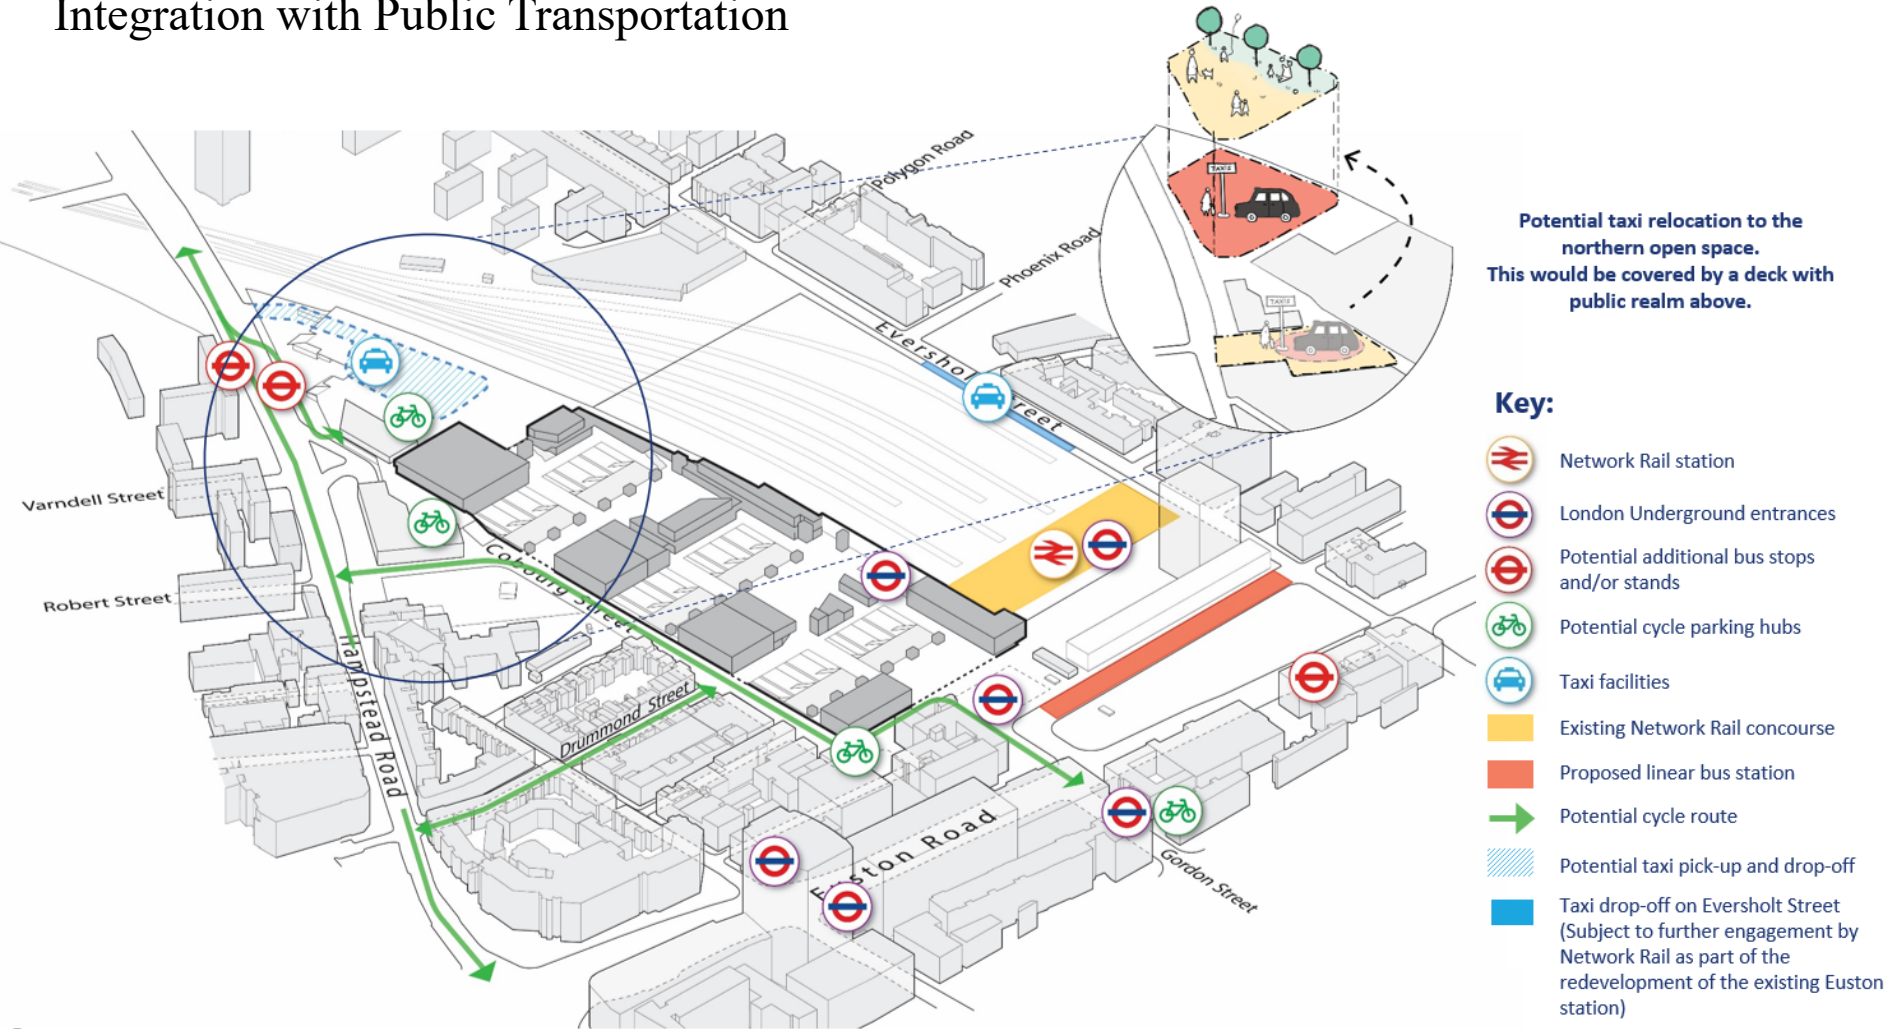 Integration with Public Transportation
Polygon Road
Phoenix Road
Eversholt Street
TAXIS
TAXIS
Potential taxi relocation to the
northern open space.
This would be covered by a deck with
public realm above.
Varndell Street
Robert Street
Cobourg Street
Hampstead Road
Drummond Street
Euston Road
Gordon Street
Key:
Network Rail station
London Underground entrances
Potential additional bus stops
and/or stands
Potential cycle parking hubs
Taxi facilities
Existing Network Rail concourse
Proposed linear bus station
Potential cycle route
Potential taxi pick-up and drop-off
Taxi drop-off on Eversholt Street
(Subject to further engagement by
Network Rail as part of the
redevelopment of the existing Euston
station)